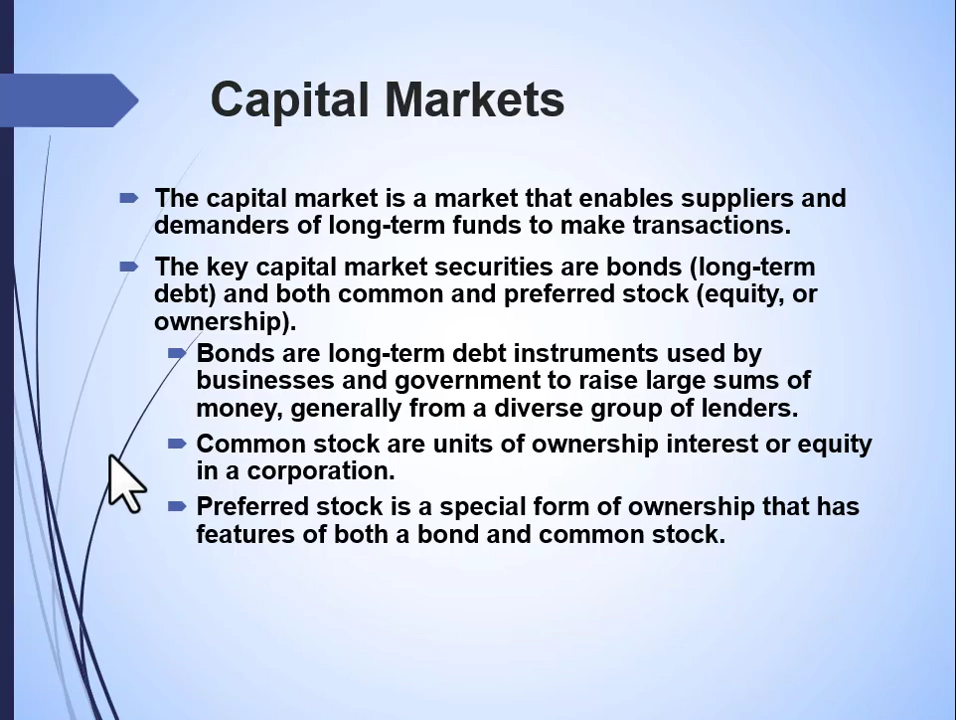 Capital Markets
The capital market is a market that enables suppliers and
demanders of long-term funds to make transactions.
The key capital market securities are bonds (long-term
debt) and both common and preferred stock (equity, or
ownership).
Bonds are long-term debt instruments used by
businesses and government to raise large sums of
money, generally from a diverse group of lenders.
Common stock are units of ownership interest or equity
in a corporation.
Preferred stock is a special form of ownership that has
features of both a bond and common stock.